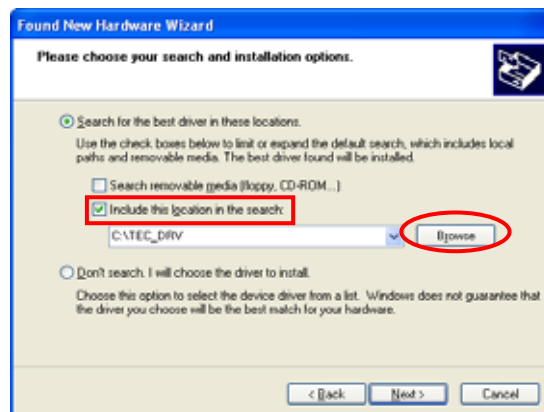 Found New Hardware Wizard
Please choose your search and installation options.
Search for the best driver in these locations.
Use the check boxes below to limit or expand the default search, which includes local
paths and removable media. The best driver found will be installed.
Search removable media (floppy, CD-ROM...)
Include this location in the search:
C:\TEC_DRV
Browse
Don't search. I will choose the driver to install.
Choose this option to select the device driver from a list. Windows does not guarantee that
the driver you choose will be the best match for your hardware.
< Back
Next >
Cancel